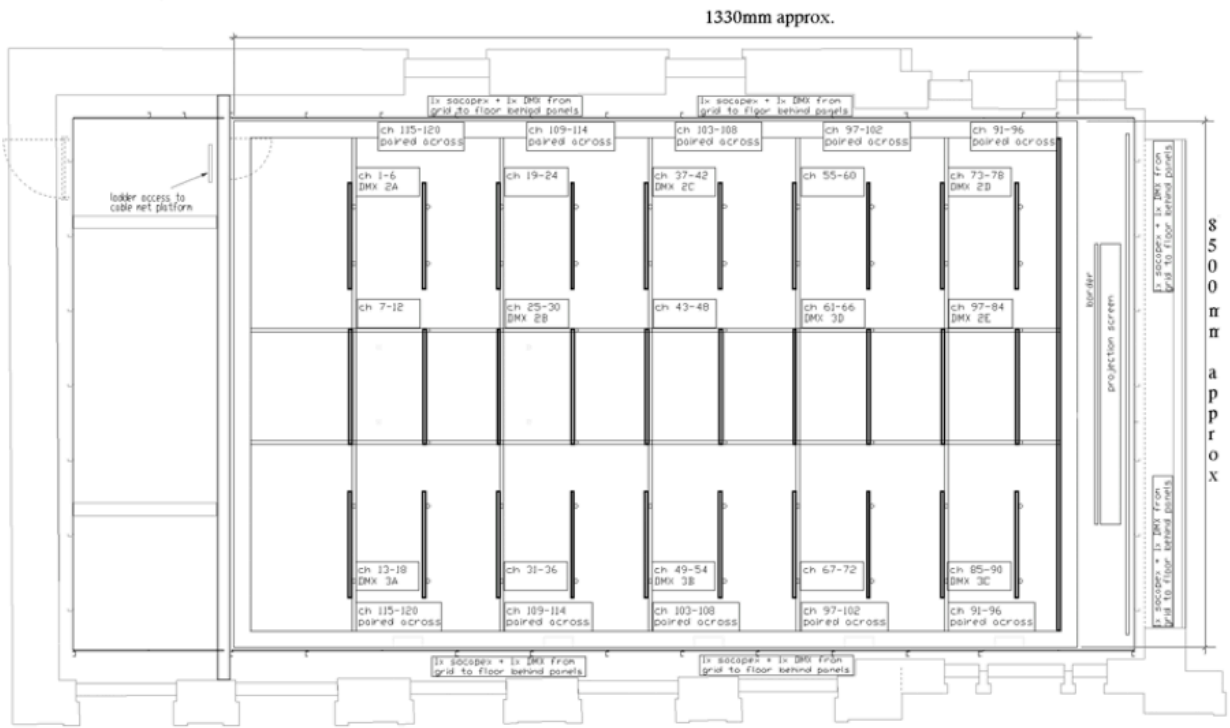 1330mm approx.
1x socapex + 1x DMX from
grid to floor behind panels
1x socapex + 1x DMX from
grid to floor behind panels
ch 115-120
paired across
ch 109-114
paired across
ch 103-108
paired across
ch 97-102
paired across
ch 91-96
paired across
ladder access to
cable net platform
ch 1-6
DMX 2A
ch 19-24
ch 37-42
DMX 2C
ch 55-60
ch 73-78
DMX 2D
1x socapex + 1x DMX from
grid to floor behind panels
8500mm approx
ch 7-12
ch 25-30
DMX 2B
ch 43-48
ch 61-66
DMX 3D
ch 97-84
DMX 2E
border
projection screen
ch 13-18
DMX 3A
ch 31-36
ch 49-54
DMX 3B
ch 67-72
ch 85-90
DMX 3C
1x socapex + 1x DMX from
grid to floor behind panels
ch 115-120
paired across
ch 109-114
paired across
ch 103-108
paired across
ch 97-102
paired across
ch 91-96
paired across
1x socapex + 1x DMX from
grid to floor behind panels
1x socapex + 1x DMX from
grid to floor behind panels